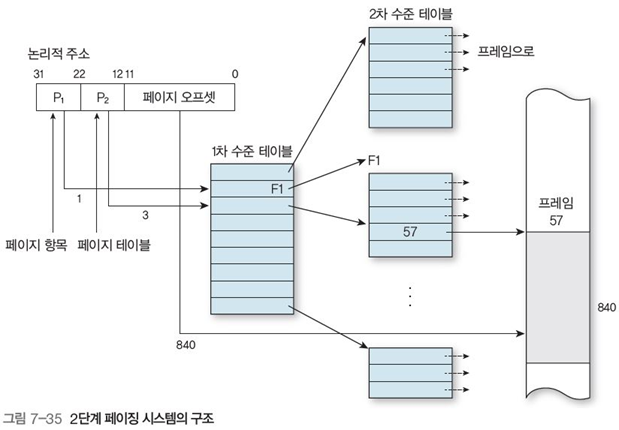 2차 수준 테이블
프레임으로
논리적 주소
31 22 12 11 0
P₁ P₂ 페이지 오프셋
1차 수준 테이블
F1
F1
1
3
페이지 항목 페이지 테이블
57
프레임
57
⋮
840
840
그림 7-35 2단계 페이징 시스템의 구조